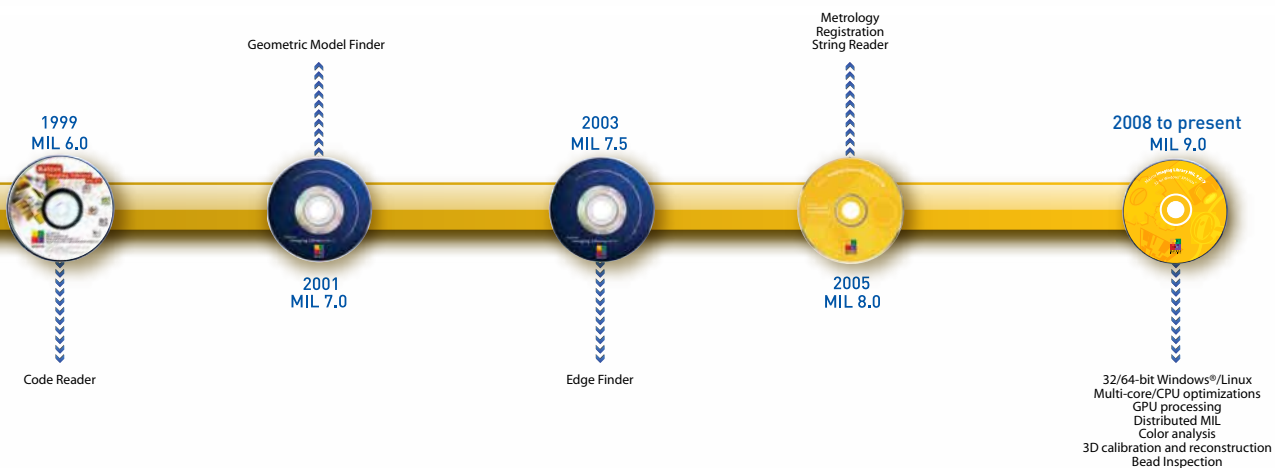 Metrology
Registration
String Reader
Geometric Model Finder
1999
MIL 6.0
2003
MIL 7.5
2008 to present
MIL 9.0
2001
MIL 7.0
2005
MIL 8.0
Code Reader
Edge Finder
32/64-bit Windows®/Linux
Multi-core/CPU optimizations
GPU processing
Distributed MIL
Color analysis
3D calibration and reconstruction
Bead Inspection